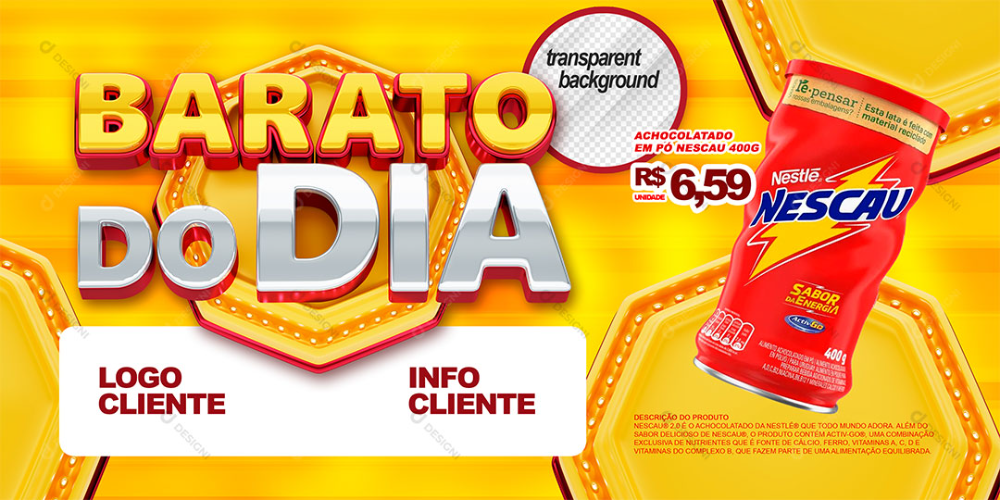 BARATO
DO DIA
transparent
background
ACHOCOLATADO
EM PÓ NESCAU 400G
R$ 6,59
UNIDADE
re.pensar
nossas embalagens?
Esta lata é feita com
material reciclado
Nestlé
NESCAU
SABOR
DA ENERGIA
ACTIV-GO
400g
LOGO
CLIENTE
INFO
CLIENTE
DESCRIÇÃO DO PRODUTO
NESCAU® 2,0 É O ACHOCOLATADO DA NESTLÉ® QUE TODO MUNDO ADORA. ALÉM DO
SABOR DELICIOSO DE NESCAU®, O PRODUTO CONTÉM ACTIV-GO®, UMA COMBINAÇÃO
EXCLUSIVA DE NUTRIENTES QUE É FONTE DE CÁLCIO, FERRO, VITAMINAS A, C, D E
VITAMINAS DO COMPLEXO B, QUE FAZEM PARTE DE UMA ALIMENTAÇÃO EQUILIBRADA.
DESIGNI